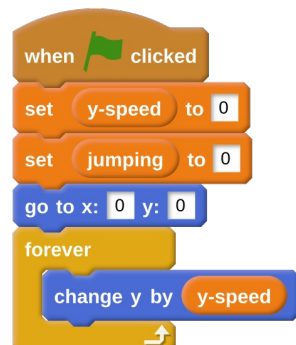 when clicked
set y-speed to 0
set jumping to 0
go to x: 0 y: 0
forever
change y by y-speed